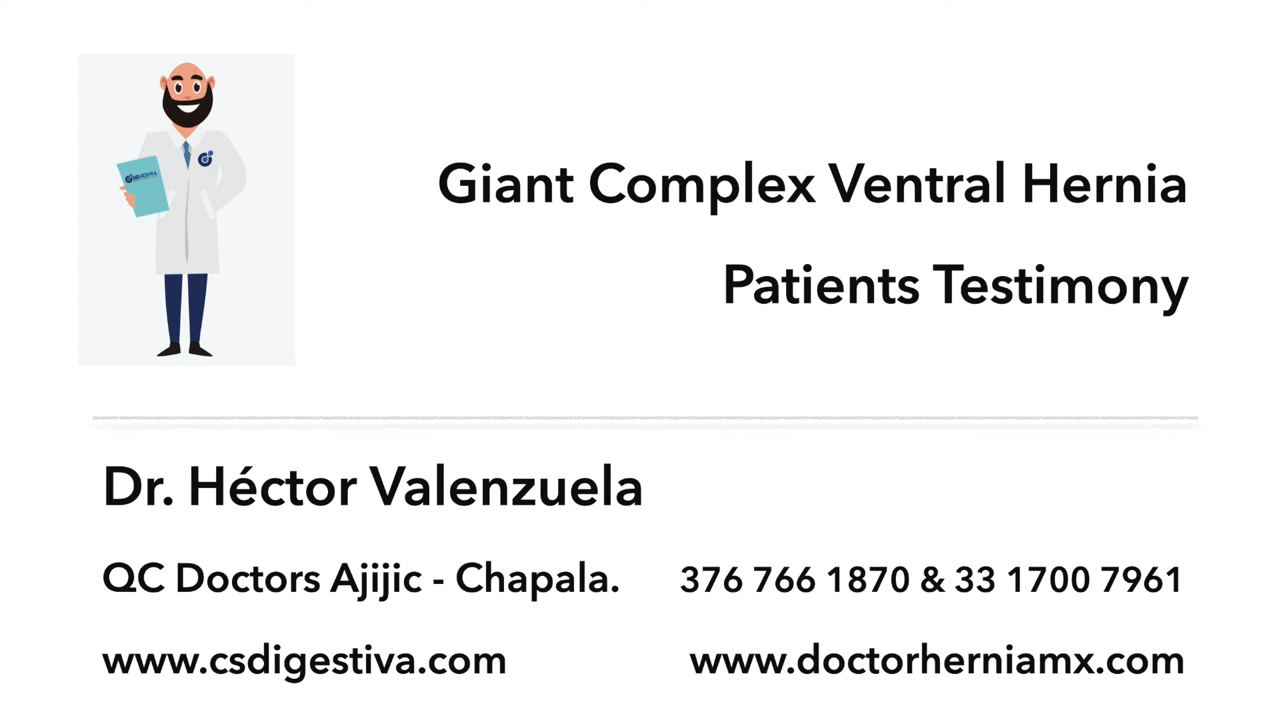 DRHERNIA
Giant Complex Ventral Hernia
Patients Testimony
Dr. Héctor Valenzuela
QC Doctors Ajijic - Chapala.
376 766 1870 & 33 1700 7961
www.csdigestiva.com
www.doctorherniamx.com